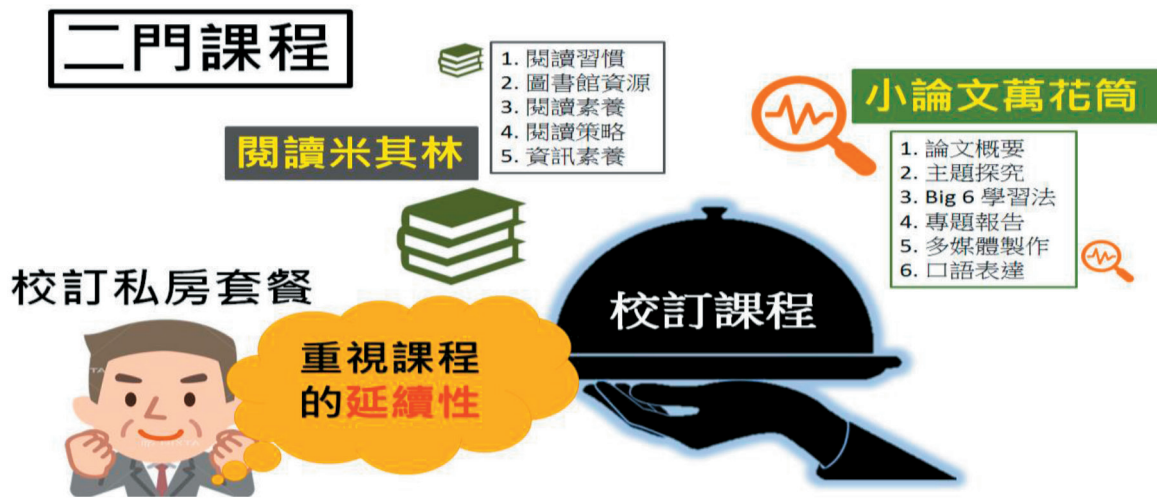 二門課程
閱讀米其林
1. 閱讀習慣
2. 圖書館資源
3. 閱讀素養
4. 閱讀策略
5. 資訊素養
小論文萬花筒
1. 論文概要
2. 主題探究
3. Big 6 學習法
4. 專題報告
5. 多媒體製作
6. 口語表達
校訂私房套餐
重視課程
的延續性
校訂課程